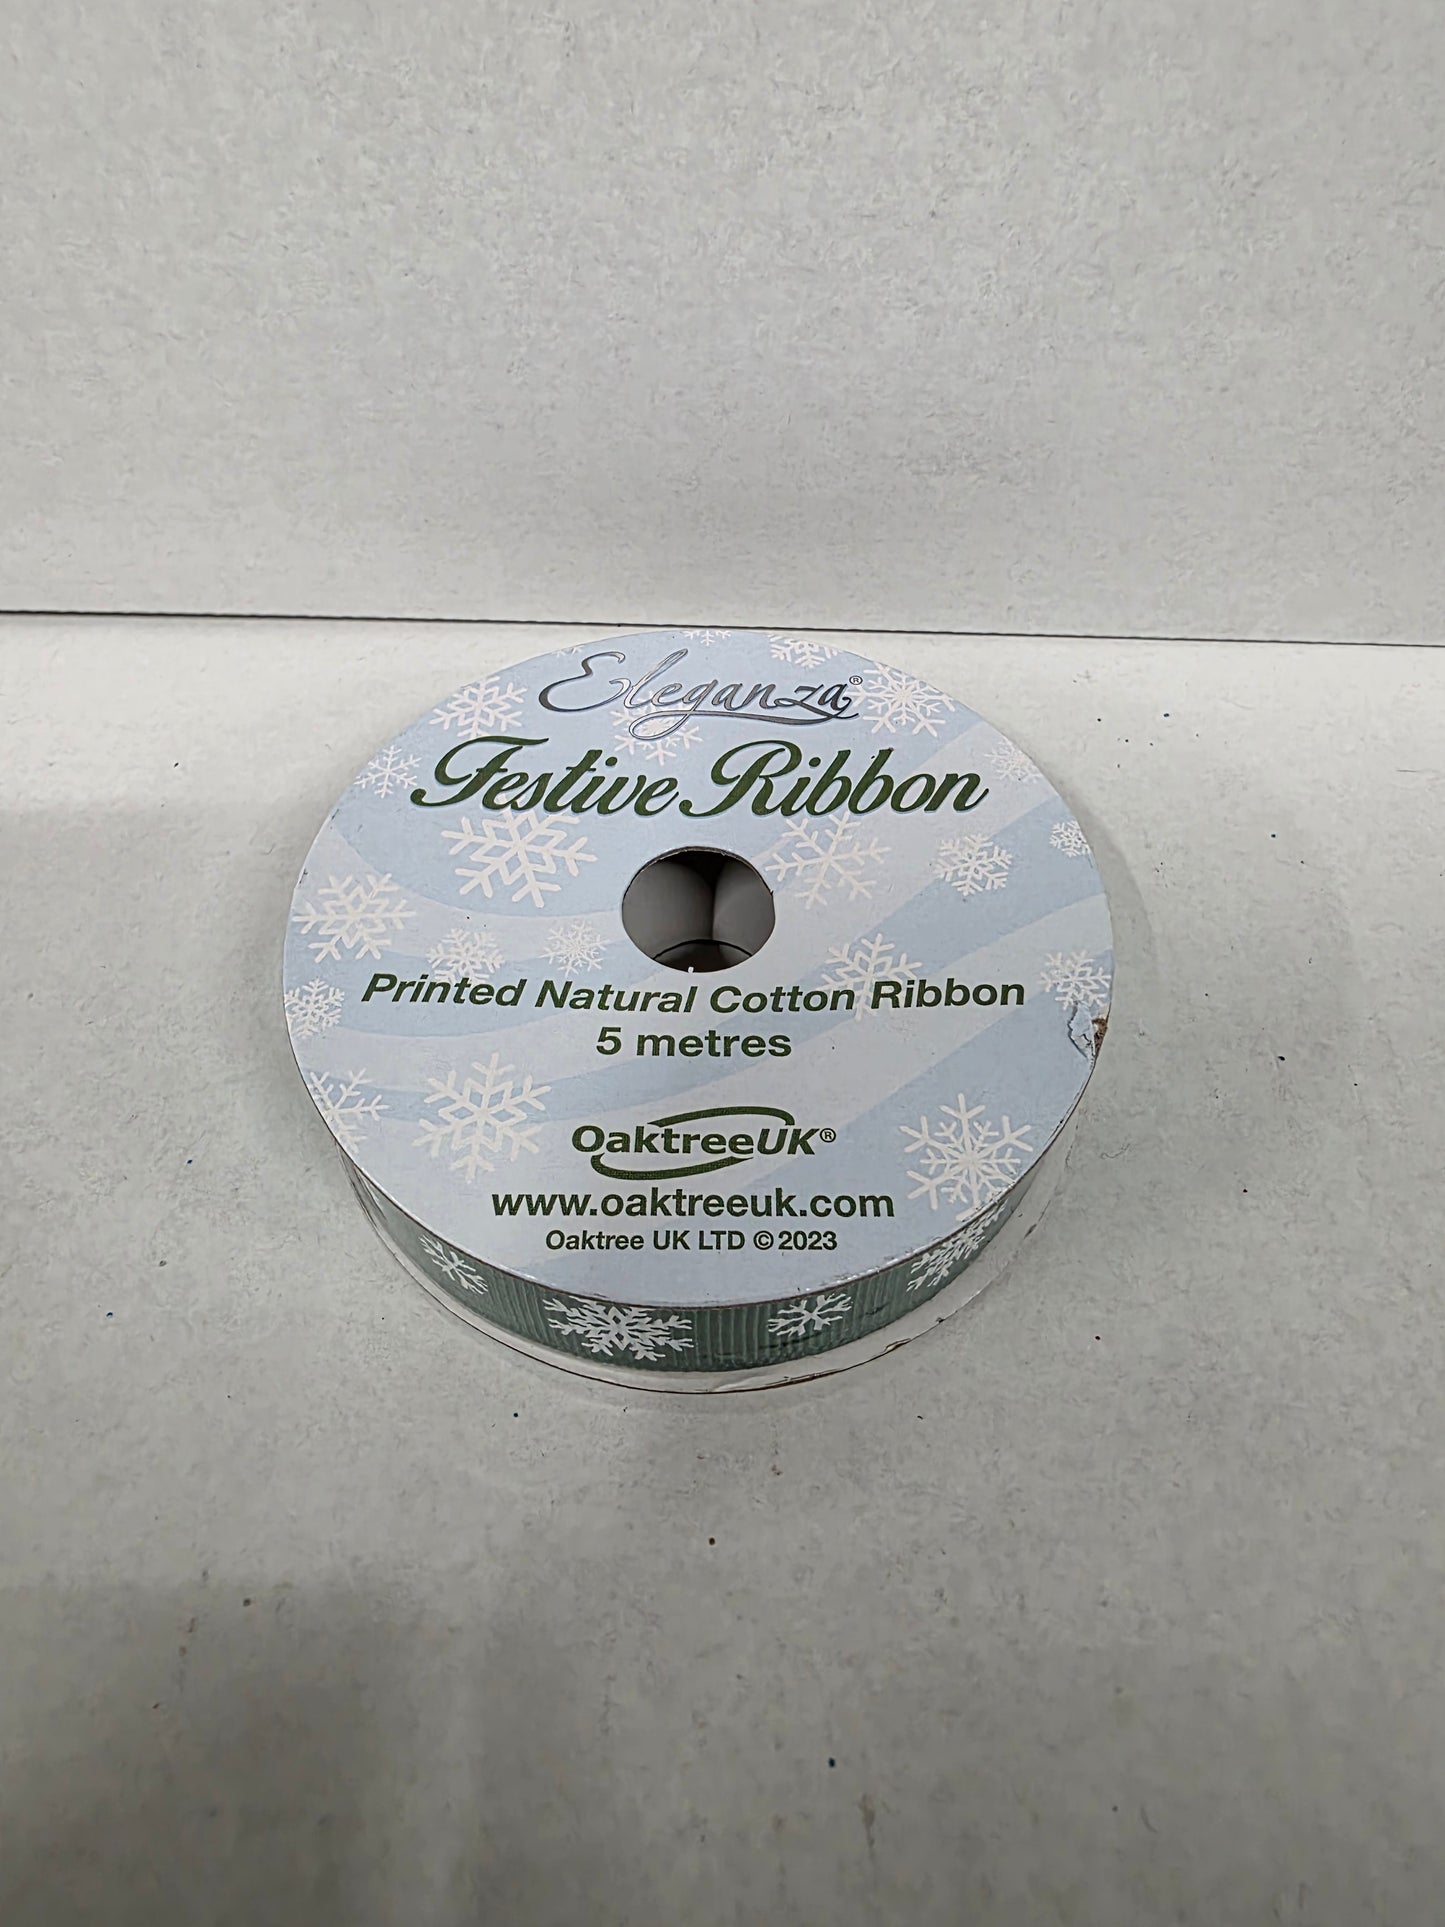 Eleganza®
Festive Ribbon
Printed Natural Cotton Ribbon
5 metres
OaktreeUK®
www.oaktreeuk.com
Oaktree UK LTD © 2023